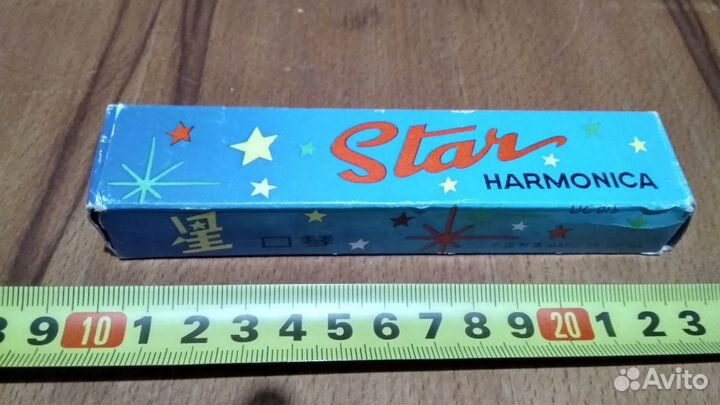 Star
HARMONICA
星 口琴
9 10 1 2 3 4 5 6 7 8 9 20 1 2 3
Avito